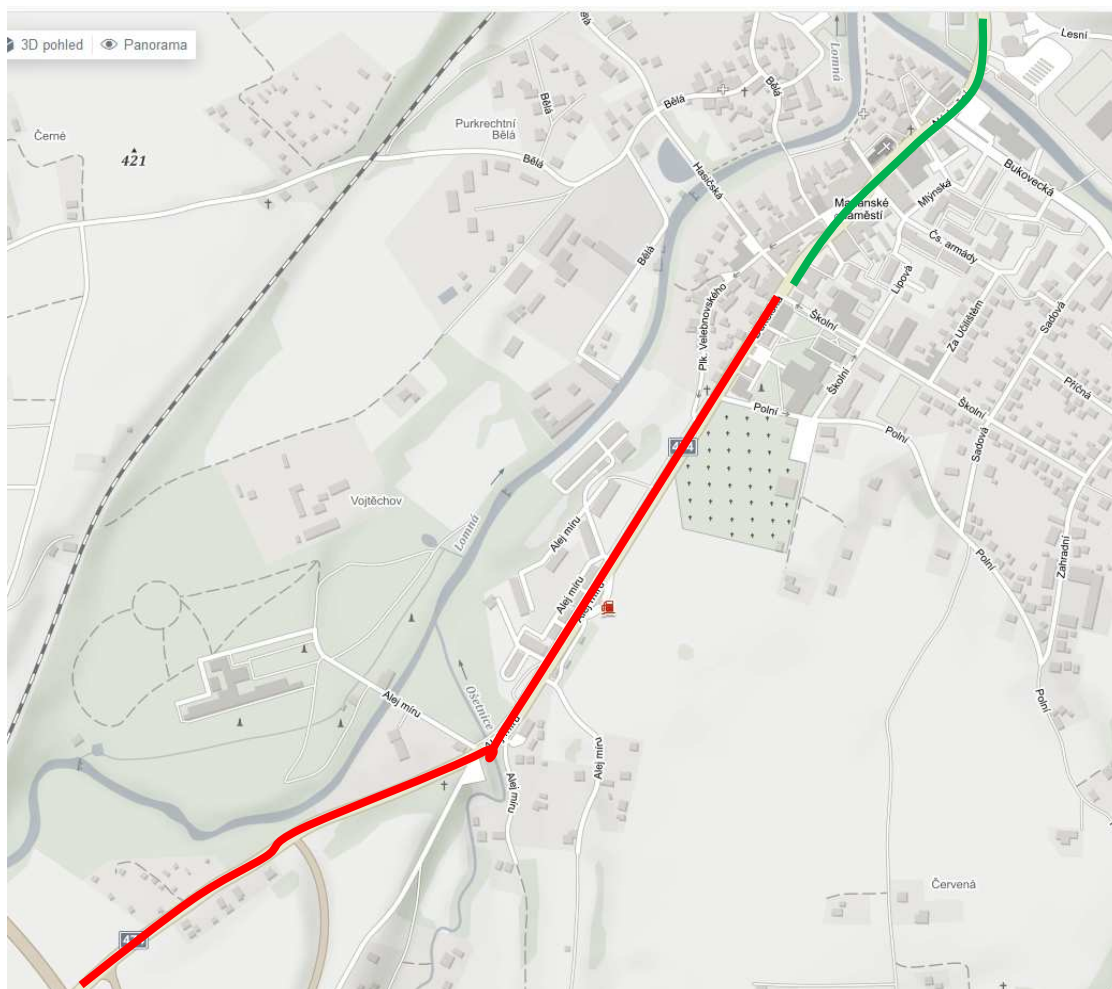 3D pohled
Panorama
Lesní
Lomná
Bělá
Bělá
Bělá
Purkrechtní
Bělá
Černé
421
Bělá
Hasičská
Bukovecká
Mlýnská
Čs. armády
Lipová
Bělá
Plk. Velebnovského
Školní
Za Učilištěm
Sadová
Příčná
Školní
Školní
Polní
Polní
Sadová
Vojtěchov
Lomná
Alej míru
Polní
Zahradní
Alej míru
Ošetnice
Alej míru
Polní
Alej míru
Alej míru
Červená